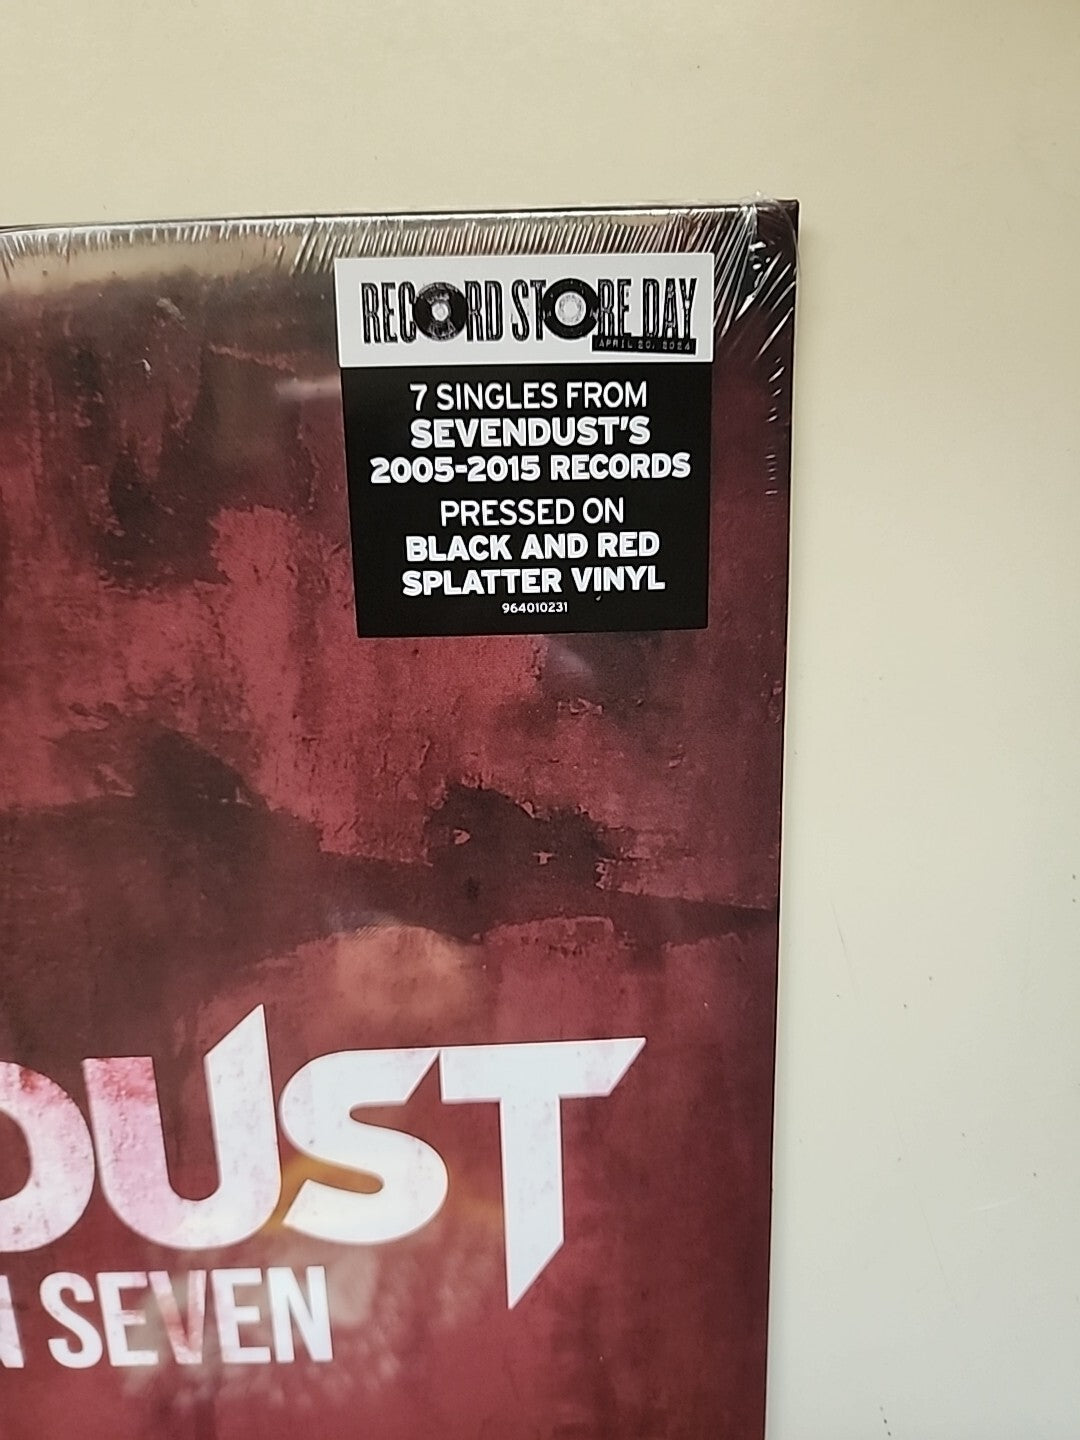 RECORD STORE DAY
APRIL 20, 2024
7 SINGLES FROM
SEVENDUST'S
2005-2015 RECORDS
PRESSED ON
BLACK AND RED
SPLATTER VINYL
964010231
DUST
N SEVEN